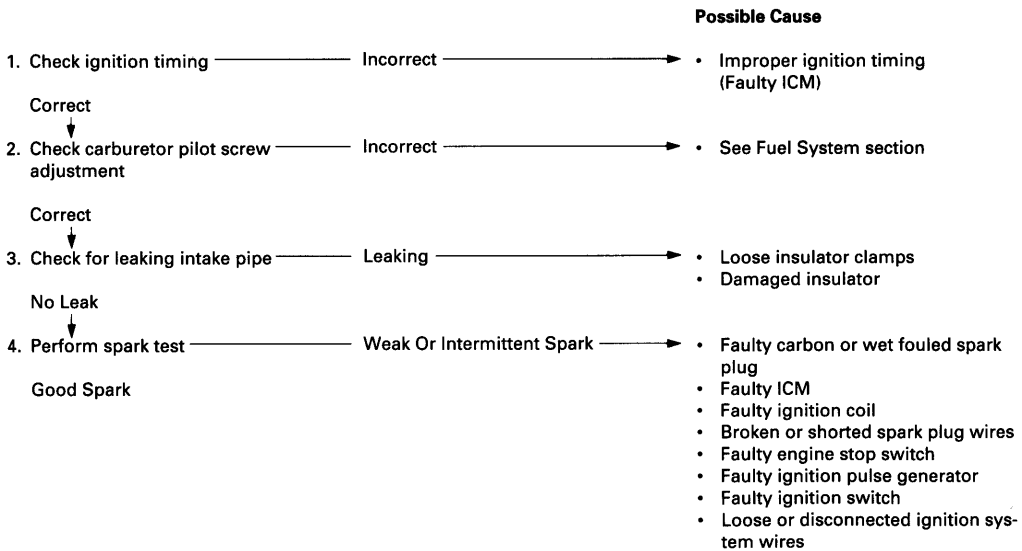 Possible Cause
1. Check ignition timing Incorrect • Improper ignition timing
(Faulty ICM)
Correct
2. Check carburetor pilot screw Incorrect • See Fuel System section
adjustment
Correct
3. Check for leaking intake pipe Leaking • Loose insulator clamps
• Damaged insulator
No Leak
4. Perform spark test Weak Or Intermittent Spark • Faulty carbon or wet fouled spark
plug
Good Spark • Faulty ICM
• Faulty ignition coil
• Broken or shorted spark plug wires
• Faulty engine stop switch
• Faulty ignition pulse generator
• Faulty ignition switch
• Loose or disconnected ignition sys-
tem wires